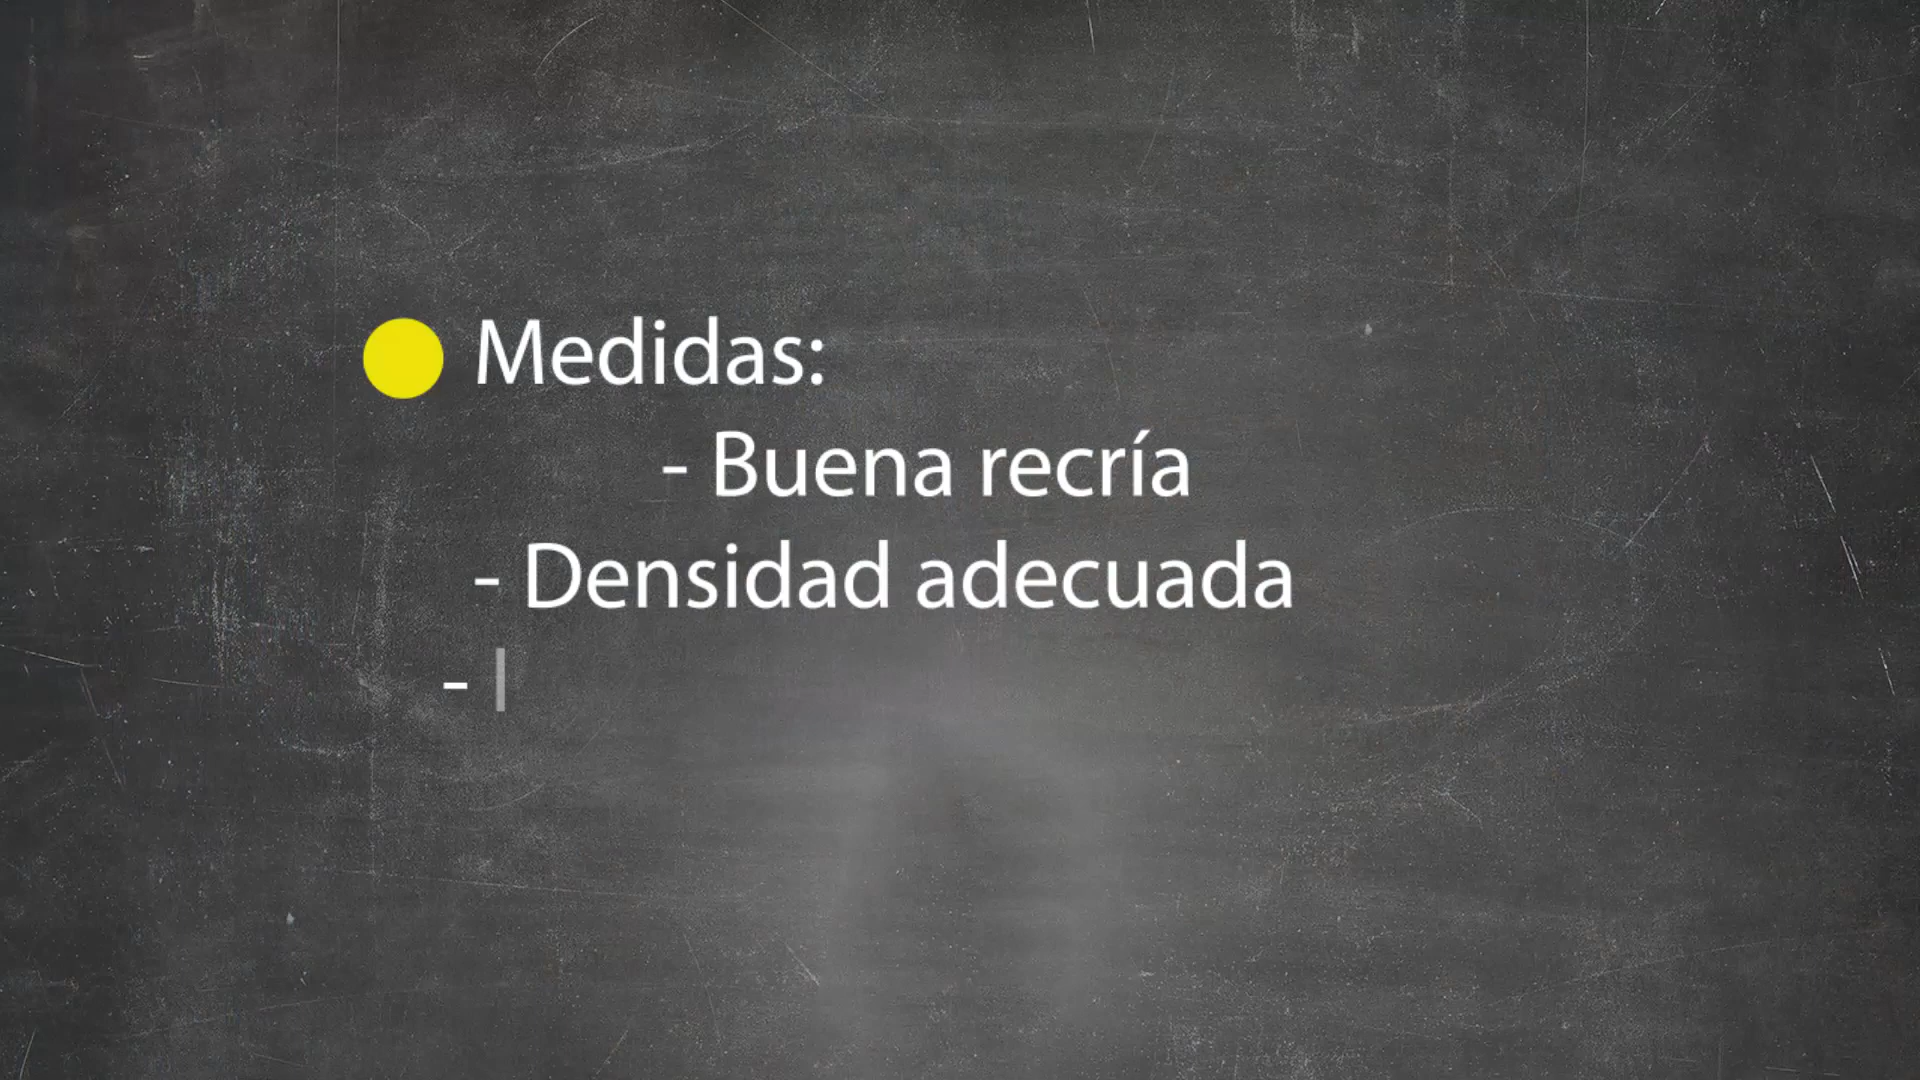 Medidas:
- Buena recría
- Densidad adecuada
- I